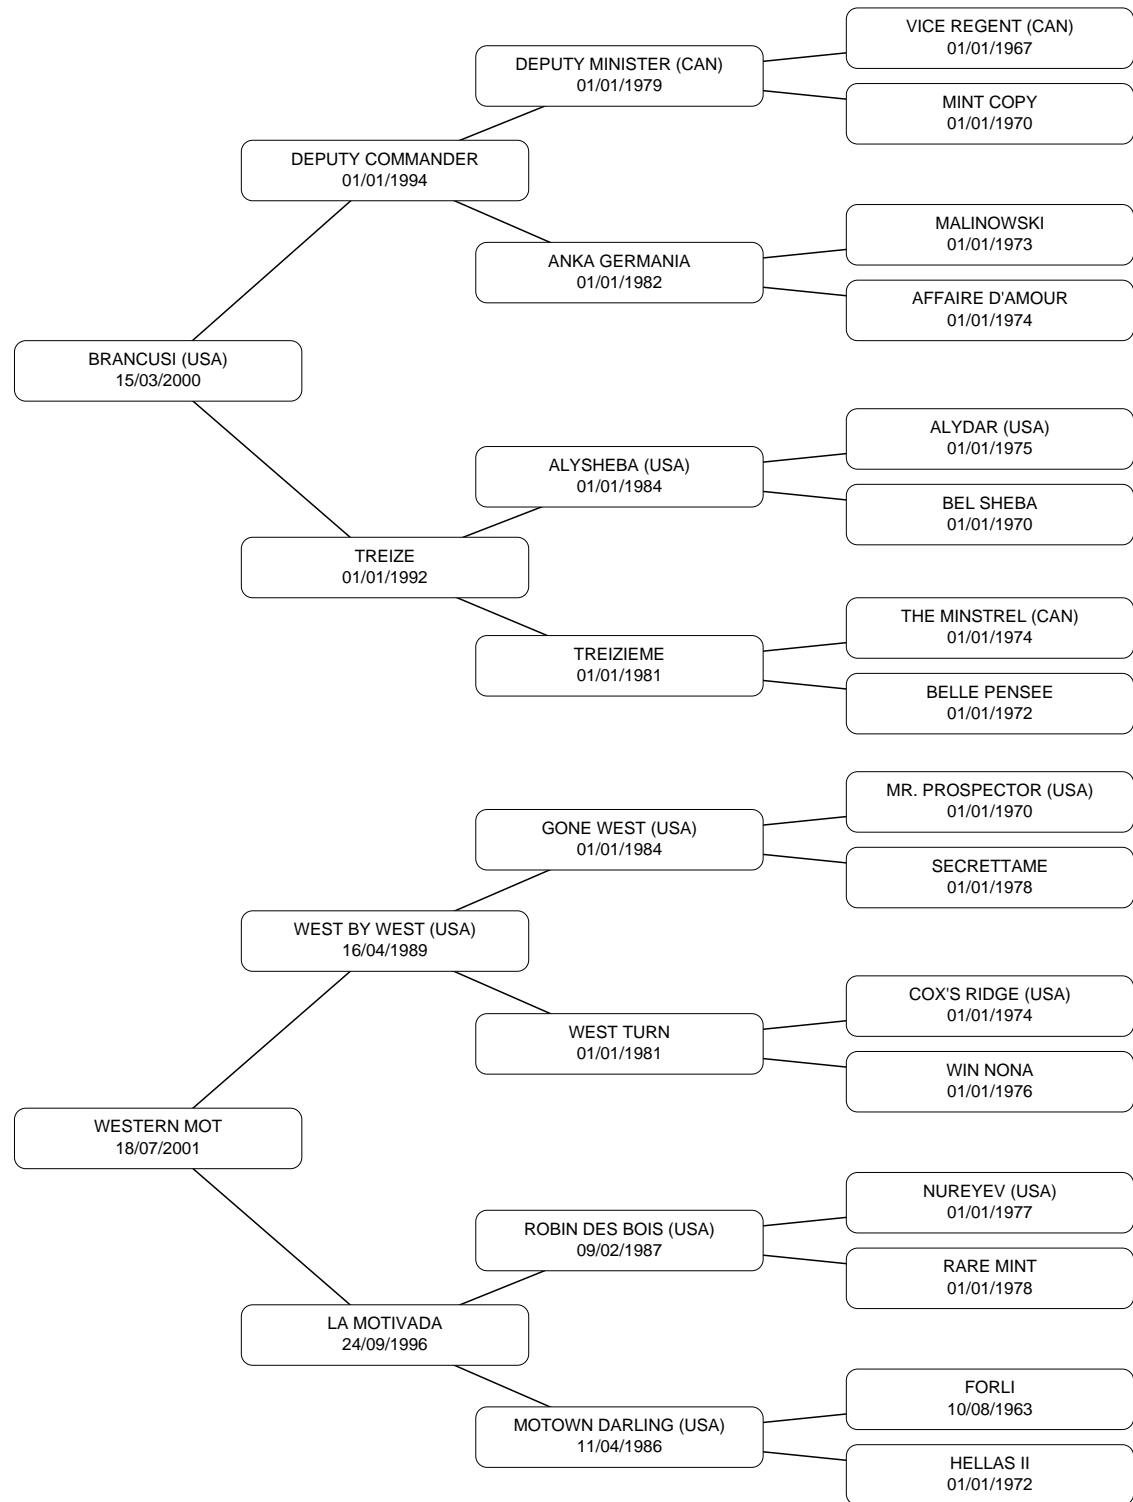 VICE REGENT (CAN)
01/01/1967
DEPUTY MINISTER (CAN)
01/01/1979
MINT COPY
01/01/1970
DEPUTY COMMANDER
01/01/1994
MALINOWSKI
01/01/1973
ANKA GERMANIA
01/01/1982
AFFAIRE D'AMOUR
01/01/1974
BRANCUSI (USA)
15/03/2000
ALYDAR (USA)
01/01/1975
ALYSHEBA (USA)
01/01/1984
BEL SHEBA
01/01/1970
TREIZE
01/01/1992
THE MINSTREL (CAN)
01/01/1974
TREIZIEME
01/01/1981
BELLE PENSEE
01/01/1972
MR. PROSPECTOR (USA)
01/01/1970
GONE WEST (USA)
01/01/1984
SECRETTAME
01/01/1978
WEST BY WEST (USA)
16/04/1989
COX'S RIDGE (USA)
01/01/1974
WEST TURN
01/01/1981
WIN NONA
01/01/1976
WESTERN MOT
18/07/2001
NUREYEV (USA)
01/01/1977
ROBIN DES BOIS (USA)
09/02/1987
RARE MINT
01/01/1978
LA MOTIVADA
24/09/1996
FORLI
10/08/1963
MOTOWN DARLING (USA)
11/04/1986
HELLAS II
01/01/1972